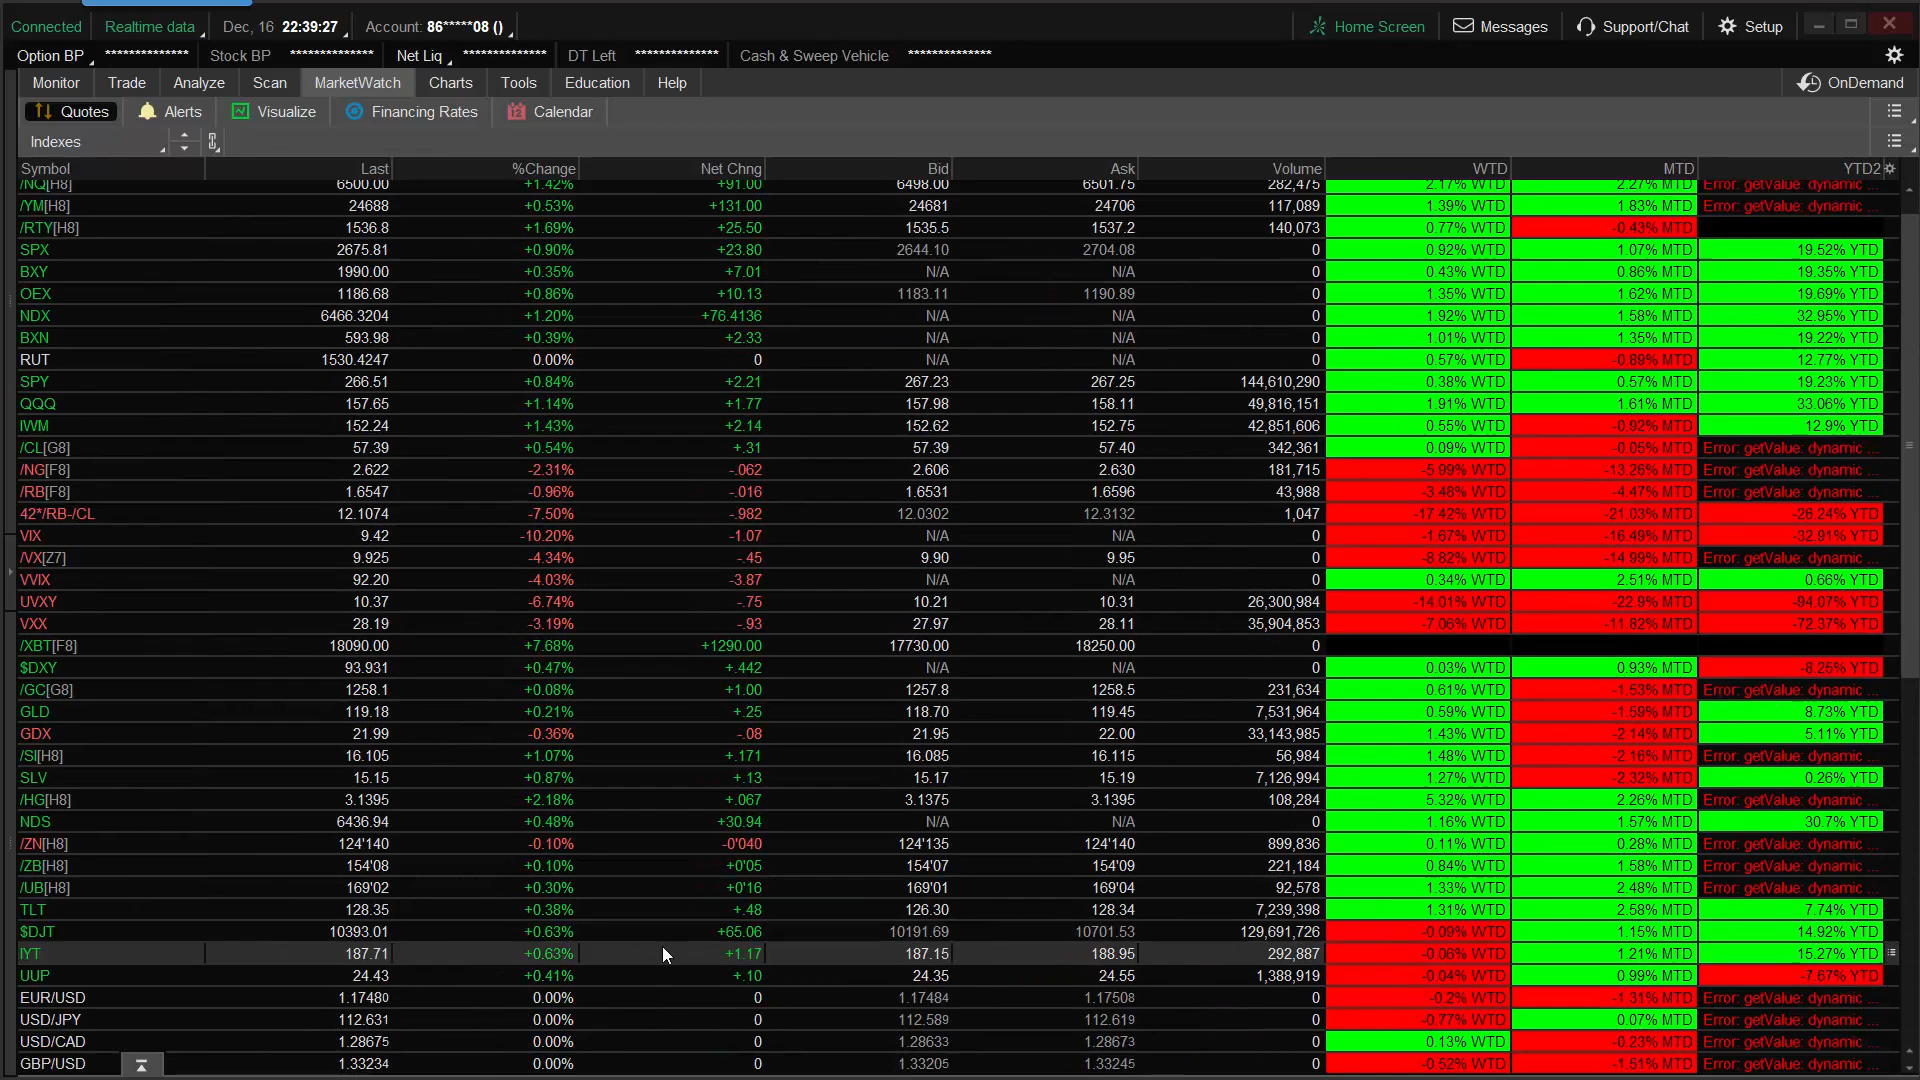 Connected Realtime data Dec, 16 22:39:27 Account: 86*****08 () Home Screen Messages Support/Chat Setup
Option BP ************** Stock BP ************** Net Liq ************** DT Left ************** Cash & Sweep Vehicle **************
Monitor Trade Analyze Scan MarketWatch Charts Tools Education Help OnDemand
Quotes Alerts Visualize Financing Rates 12 Calendar
Indexes
Symbol Last %Change Net Chng Bid Ask Volume WTD MTD YTD2
/NQ[H8] 6500.00 +1.42% +91.00 6498.00 6501.75 282,475 2.17% WTD 2.27% MTD Error: getValue: dynamic ...
/YM[H8] 24688 +0.53% +131.00 24681 24706 117,089 1.39% WTD 1.83% MTD Error: getValue: dynamic ...
/RTY[H8] 1536.8 +1.69% +25.50 1535.5 1537.2 140,073 0.77% WTD -0.43% MTD
SPX 2675.81 +0.90% +23.80 2644.10 2704.08 0 0.92% WTD 1.07% MTD 19.52% YTD
BXY 1990.00 +0.35% +7.01 N/A N/A 0 0.43% WTD 0.86% MTD 19.35% YTD
OEX 1186.68 +0.86% +10.13 1183.11 1190.89 0 1.35% WTD 1.62% MTD 19.69% YTD
NDX 6466.3204 +1.20% +76.4136 N/A N/A 0 1.92% WTD 1.58% MTD 32.95% YTD
BXN 593.98 +0.39% +2.33 N/A N/A 0 1.01% WTD 1.35% MTD 19.22% YTD
RUT 1530.4247 0.00% 0 N/A N/A 0 0.57% WTD -0.89% MTD 12.77% YTD
SPY 266.51 +0.84% +2.21 267.23 267.25 144,610,290 0.38% WTD 0.57% MTD 19.23% YTD
QQQ 157.65 +1.14% +1.77 157.98 158.11 49,816,151 1.91% WTD 1.61% MTD 33.06% YTD
IWM 152.24 +1.43% +2.14 152.62 152.75 42,851,606 0.55% WTD -0.92% MTD 12.9% YTD
/CL[G8] 57.39 +0.54% +.31 57.39 57.40 342,361 0.09% WTD -0.05% MTD Error: getValue: dynamic ...
/NG[F8] 2.622 -2.31% -.062 2.606 2.630 181,715 -5.99% WTD -13.26% MTD Error: getValue: dynamic ...
/RB[F8] 1.6547 -0.96% -.016 1.6531 1.6596 43,988 -3.48% WTD -4.47% MTD Error: getValue: dynamic ...
42*/RB-/CL 12.1074 -7.50% -.982 12.0302 12.3132 1,047 -17.42% WTD -21.03% MTD -26.24% YTD
VIX 9.42 -10.20% -1.07 N/A N/A 0 -1.67% WTD -16.49% MTD -32.91% YTD
/VX[Z7] 9.925 -4.34% -.45 9.90 9.95 0 -8.82% WTD -14.99% MTD Error: getValue: dynamic ...
VVIX 92.20 -4.03% -3.87 N/A N/A 0 0.34% WTD 2.51% MTD 0.66% YTD
UVXY 10.37 -6.74% -.75 10.21 10.31 26,300,984 -14.01% WTD -22.9% MTD -94.07% YTD
VXX 28.19 -3.19% -.93 27.97 28.11 35,904,853 -7.06% WTD -11.82% MTD -72.37% YTD
/XBT[F8] 18090.00 +7.68% +1290.00 17730.00 18250.00 0
$DXY 93.931 +0.47% +.442 N/A N/A 0 0.03% WTD 0.93% MTD -8.25% YTD
/GC[G8] 1258.1 +0.08% +1.00 1257.8 1258.5 231,634 0.61% WTD -1.53% MTD Error: getValue: dynamic ...
GLD 119.18 +0.21% +.25 118.70 119.45 7,531,964 0.59% WTD -1.59% MTD 8.73% YTD
GDX 21.99 -0.36% -.08 21.95 22.00 33,143,985 1.43% WTD -2.14% MTD 5.11% YTD
/SI[H8] 16.105 +1.07% +.171 16.085 16.115 56,984 1.48% WTD -2.16% MTD Error: getValue: dynamic ...
SLV 15.15 +0.87% +.13 15.17 15.19 7,126,994 1.27% WTD -2.32% MTD 0.26% YTD
/HG[H8] 3.1395 +2.18% +.067 3.1375 3.1395 108,284 5.32% WTD 2.26% MTD Error: getValue: dynamic ...
NDS 6436.94 +0.48% +30.94 N/A N/A 0 1.16% WTD 1.57% MTD 30.7% YTD
/ZN[H8] 124'140 -0.10% -0'040 124'135 124'140 899,836 0.11% WTD 0.28% MTD Error: getValue: dynamic ...
/ZB[H8] 154'08 +0.10% +0'05 154'07 154'09 221,184 0.84% WTD 1.58% MTD Error: getValue: dynamic ...
/UB[H8] 169'02 +0.30% +0'16 169'01 169'04 92,578 1.33% WTD 2.48% MTD Error: getValue: dynamic ...
TLT 128.35 +0.38% +.48 126.30 128.34 7,239,398 1.31% WTD 2.58% MTD 7.74% YTD
$DJT 10393.01 +0.63% +65.06 10191.69 10701.53 129,691,726 -0.09% WTD 1.15% MTD 14.92% YTD
IYT 187.71 +0.63% +1.17 187.15 188.95 292,887 -0.06% WTD 1.21% MTD 15.27% YTD
UUP 24.43 +0.41% +.10 24.35 24.55 1,388,919 -0.04% WTD 0.99% MTD -7.67% YTD
EUR/USD 1.17480 0.00% 0 1.17484 1.17508 0 -0.2% WTD -1.31% MTD Error: getValue: dynamic ...
USD/JPY 112.631 0.00% 0 112.589 112.619 0 -0.77% WTD 0.07% MTD Error: getValue: dynamic ...
USD/CAD 1.28675 0.00% 0 1.28633 1.28673 0 0.13% WTD -0.23% MTD Error: getValue: dynamic ...
GBP/USD 1.33234 0.00% 0 1.33205 1.33245 0 -0.52% WTD -1.51% MTD Error: getValue: dynamic ...